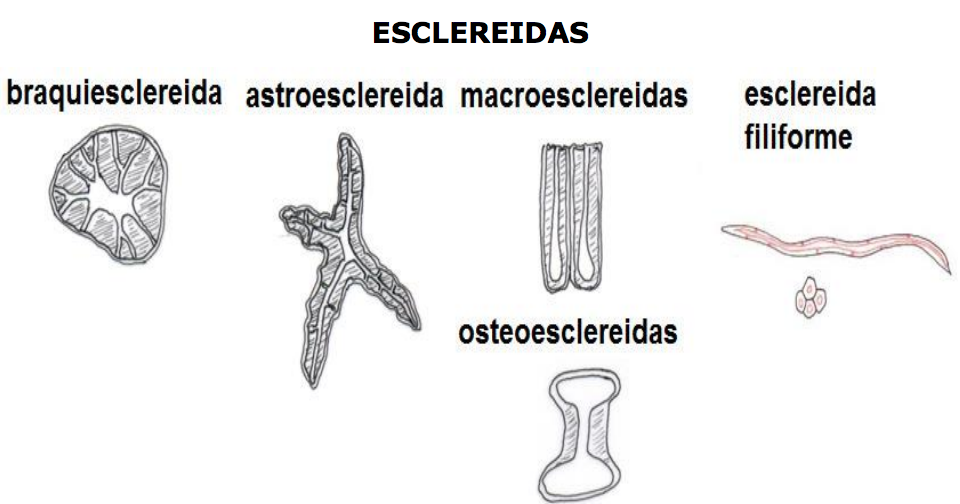 ESCLEREIDAS
braquiesclereida
astroesclereida
macroesclereidas
esclereida
filiforme
osteoesclereidas